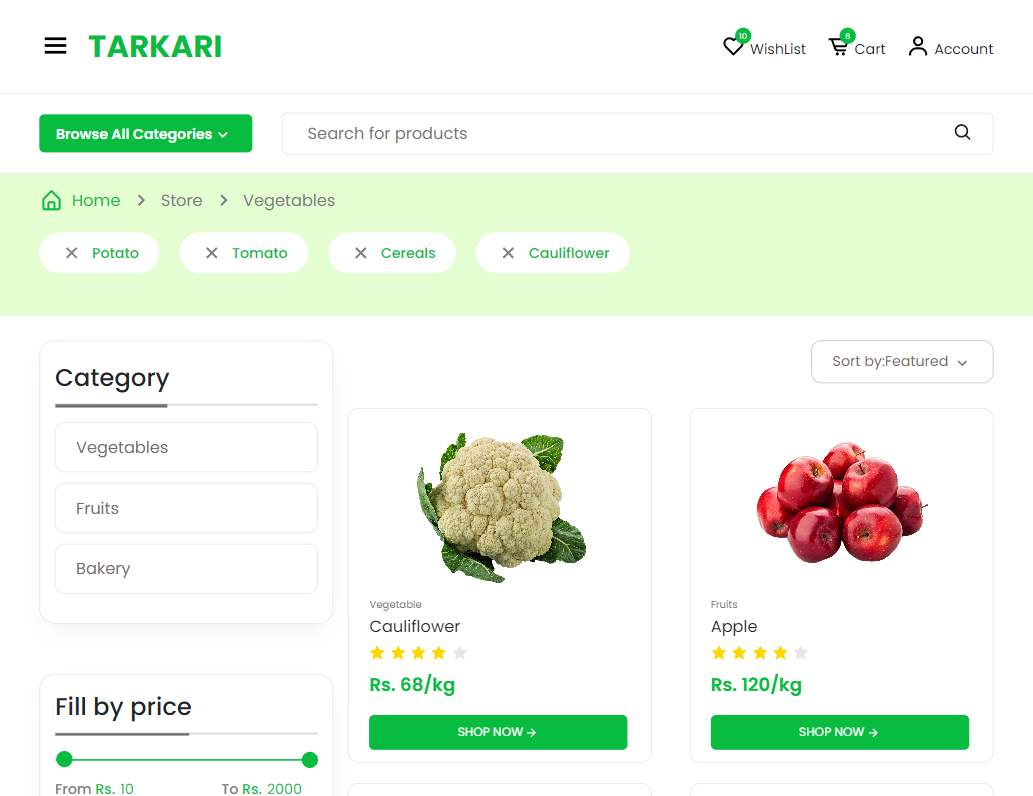 TARKARI
10
WishList
6
Cart
Account
Browse All Categories
Search for products
Home > Store > Vegetables
Potato
Tomato
Cereals
Cauliflower
Category
Vegetables
Fruits
Bakery
Sort by:Featured
Vegetable
Cauliflower
Rs. 68/kg
SHOP NOW →
Fruits
Apple
Rs. 120/kg
SHOP NOW →
Fill by price
From Rs. 10
To Rs. 2000